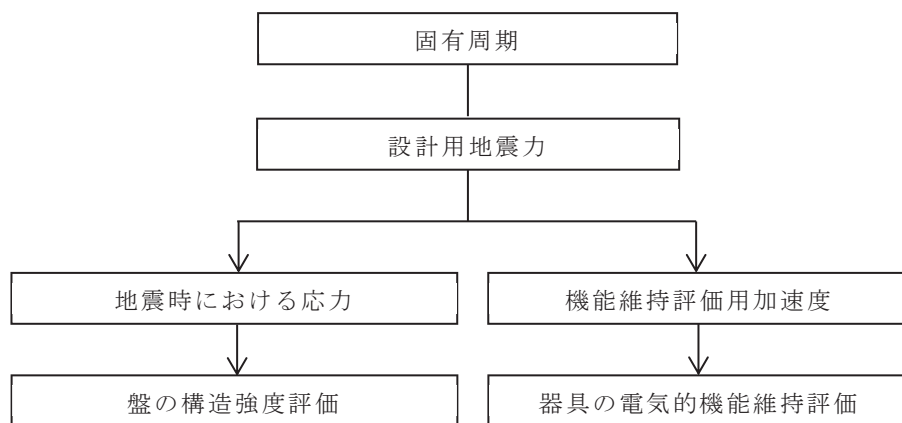 固有周期
設計用地震力
地震時における応力
機能維持評価用加速度
盤の構造強度評価
器具の電気的機能維持評価